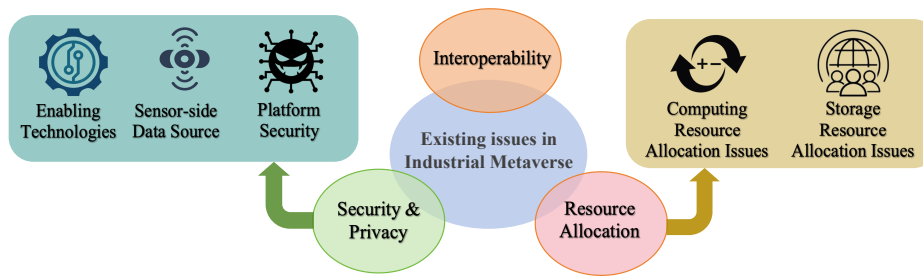 Enabling
Technologies
Sensor-side
Data Source
Platform
Security
Interoperability
Existing issues in
Industrial Metaverse
Security &
Privacy
Resource
Allocation
+−
Computing
Resource
Allocation Issues
Storage
Resource
Allocation Issues